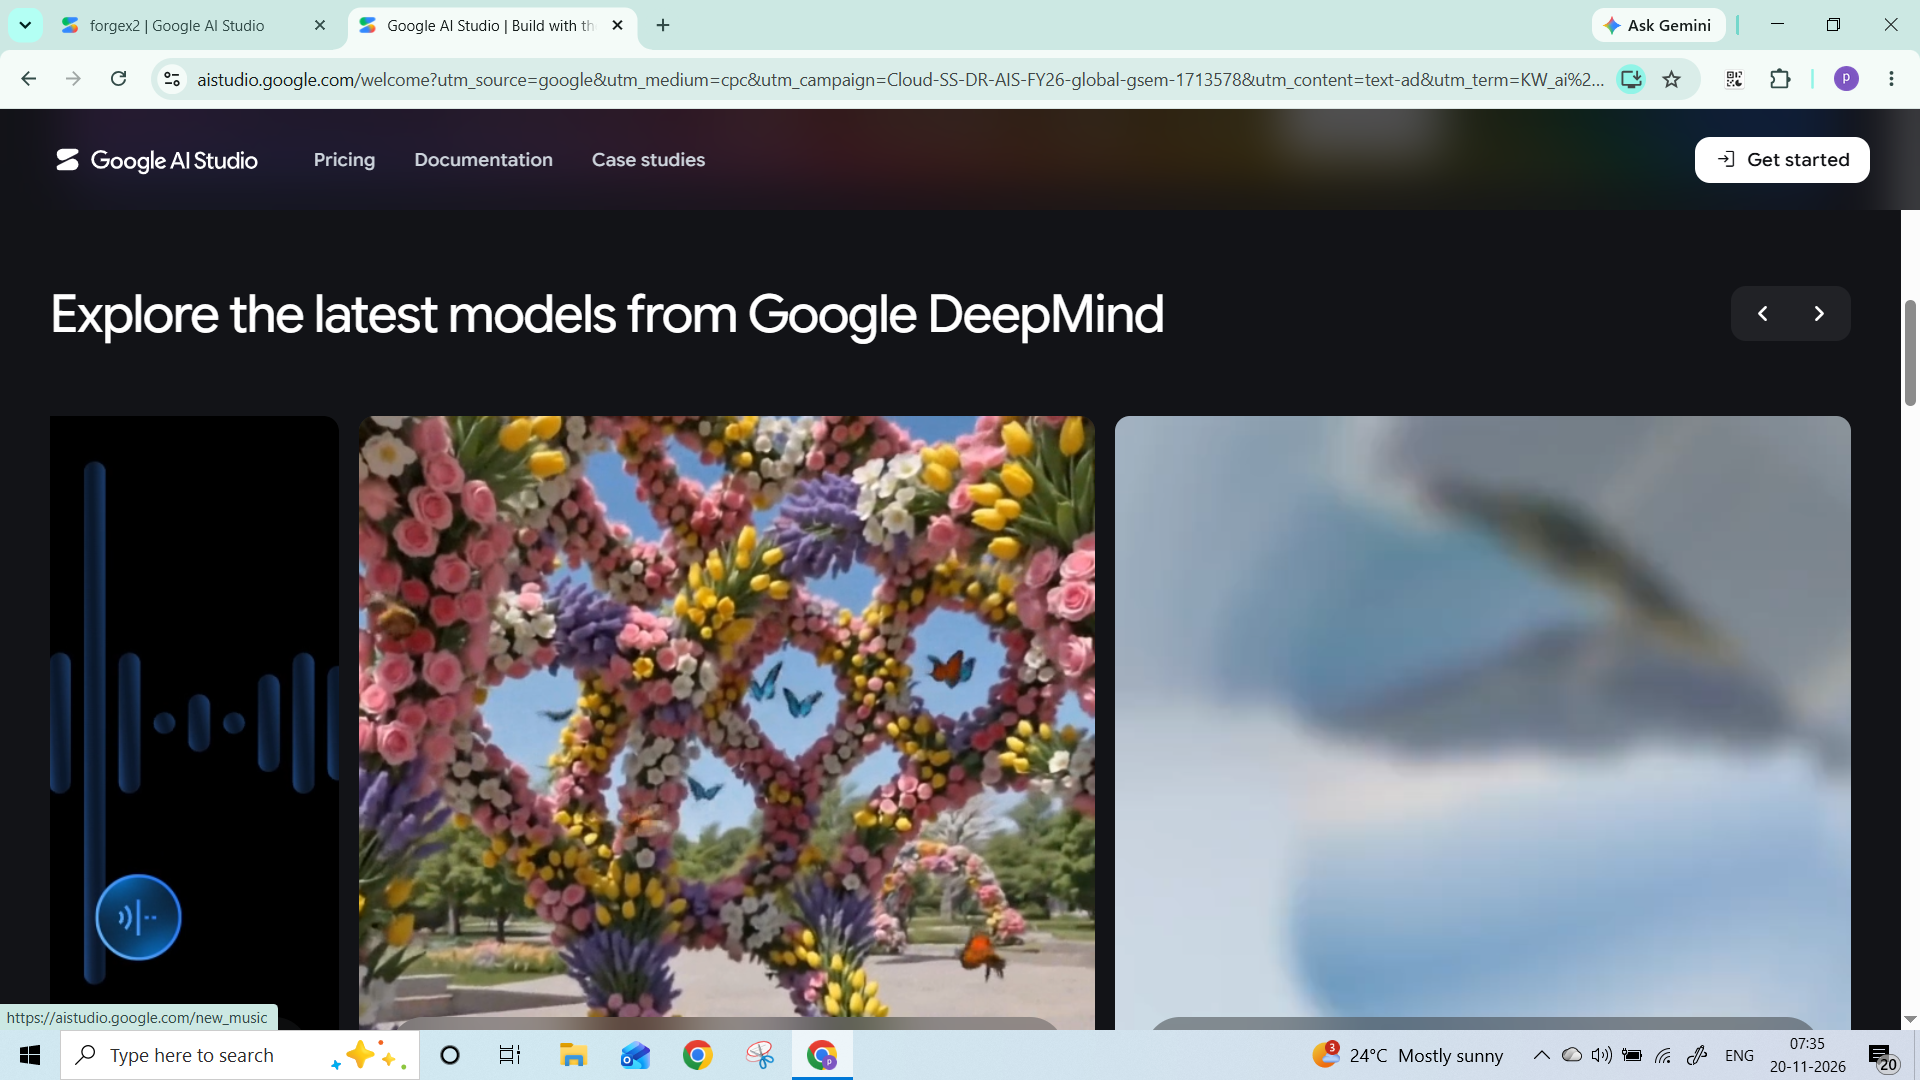 forgex2 | Google AI Studio
Google AI Studio | Build with th
Ask Gemini
aistudio.google.com/welcome?utm_source=google&utm_medium=cpc&utm_campaign=Cloud-SS-DR-AIS-FY26-global-gsem-1713578&utm_content=text-ad&utm_term=KW_ai%2...
P
Google AI Studio
Pricing
Documentation
Case studies
Get started
Explore the latest models from Google DeepMind
https://aistudio.google.com/new_music
Type here to search
3
24°C Mostly sunny
ENG
07:35
20-11-2026
20